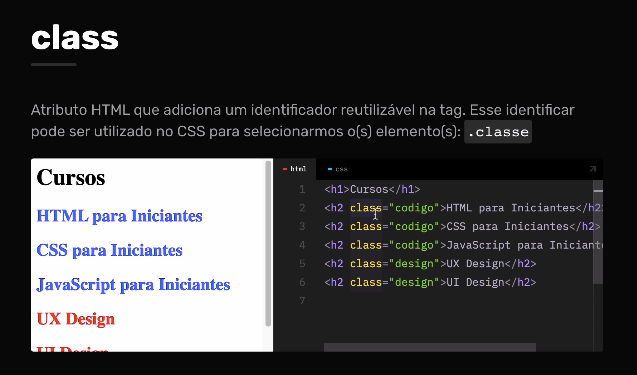 class
Atributo HTML que adiciona um identificador reutilizável na tag. Esse identificar
pode ser utilizado no CSS para selecionarmos o(s) elemento(s): .classe
Cursos
HTML para Iniciantes
CSS para Iniciantes
JavaScript para Iniciantes
UX Design
UI Design
html
css
1 <h1>Cursos</h1>
2 <h2 class="codigo">HTML para Iniciantes</h2
3 <h2 class="codigo">CSS para Iniciantes</h2>
4 <h2 class="codigo">JavaScript para Iniciante
5 <h2 class="design">UX Design</h2>
6 <h2 class="design">UI Design</h2>
7